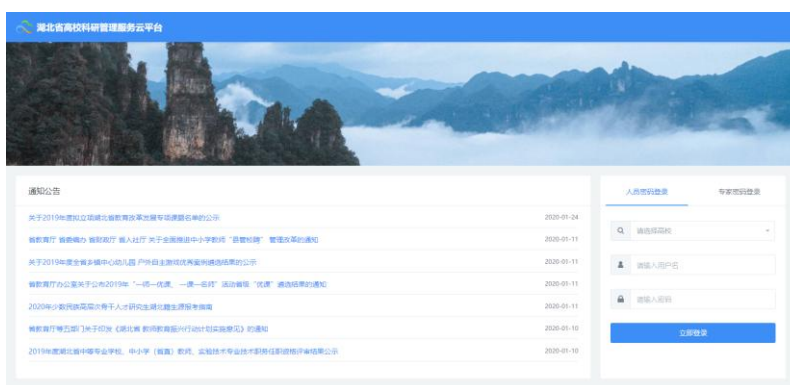 湖北省高校科研管理服务云平台
通知公告
关于2019年度拟立项湖北省教育改革发展专项课题名单的公示 2020-01-24
省教育厅 省委编办 省财政厅 省人社厅 关于全面推进中小学教师“县管校聘”管理改革的通知 2020-01-11
关于2019年度全省乡镇中心幼儿园 户外自主游戏优秀案例遴选结果的公示 2020-01-11
省教育厅办公室关于公布2019年“一师一优课、一课一名师”活动省级“优课”遴选结果的通知 2020-01-11
2020年少数民族高层次骨干人才研究生湖北籍生源报考指南 2020-01-11
省教育厅等五部门关于印发《湖北省 教师教育振兴行动计划实施意见》的通知 2020-01-10
2019年度湖北省中等专业学校、中小学（省直）教师、实验技术专业技术职务任职资格评审结果公示 2020-01-10
人员密码登录 专家密码登录
请选择高校
请输入用户名
请输入密码
立即登录